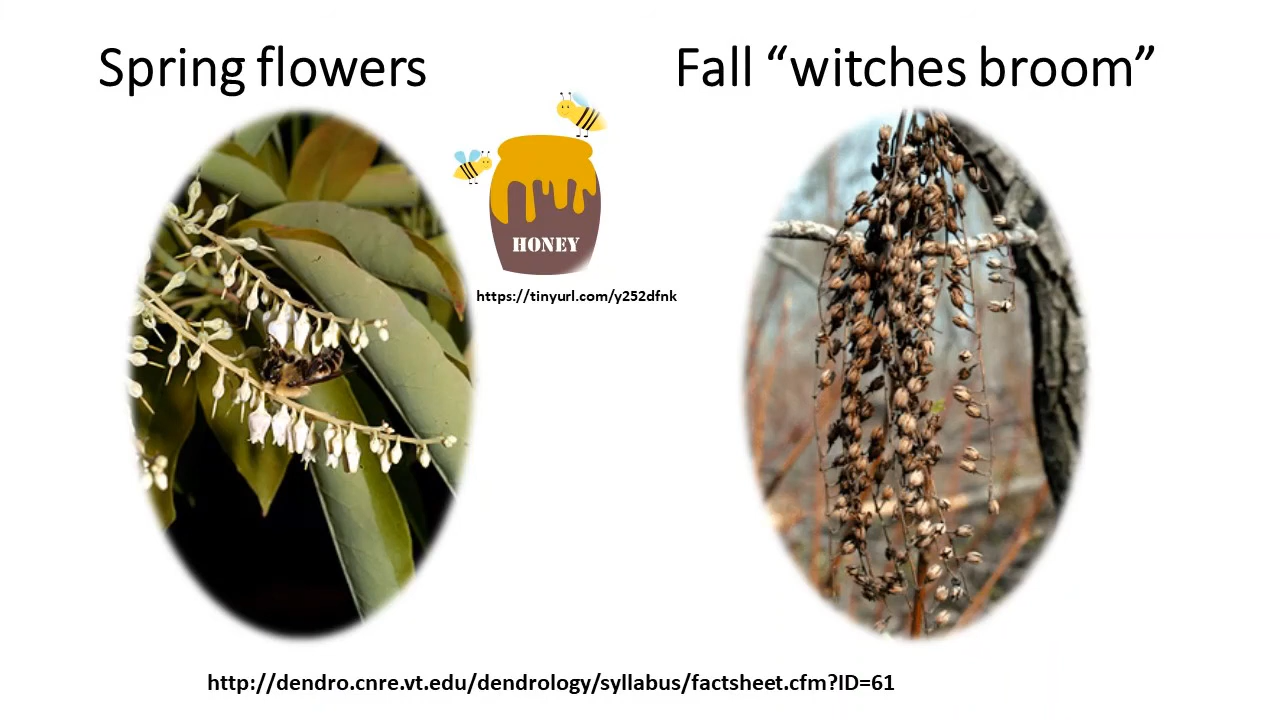 Spring flowers
Fall “witches broom”
HONEY
https://tinyurl.com/y252dfnk
http://dendro.cnre.vt.edu/dendrology/syllabus/factsheet.cfm?ID=61